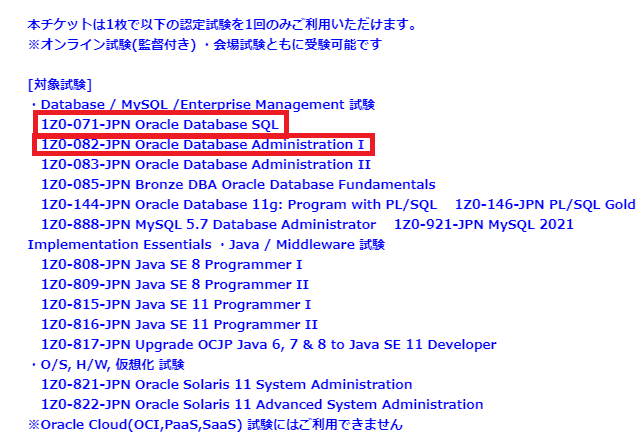 本チケットは1枚で以下の認定試験を1回のみご利用いただけます。
※オンライン試験(監督付き) ・会場試験ともに受験可能です
[対象試験]
・Database / MySQL /Enterprise Management 試験
1Z0-071-JPN Oracle Database SQL
1Z0-082-JPN Oracle Database Administration I
1Z0-083-JPN Oracle Database Administration II
1Z0-085-JPN Bronze DBA Oracle Database Fundamentals
1Z0-144-JPN Oracle Database 11g: Program with PL/SQL 1Z0-146-JPN PL/SQL Gold
1Z0-888-JPN MySQL 5.7 Database Administrator 1Z0-921-JPN MySQL 2021
Implementation Essentials ・Java / Middleware 試験
1Z0-808-JPN Java SE 8 Programmer I
1Z0-809-JPN Java SE 8 Programmer II
1Z0-815-JPN Java SE 11 Programmer I
1Z0-816-JPN Java SE 11 Programmer II
1Z0-817-JPN Upgrade OCJP Java 6, 7 & 8 to Java SE 11 Developer
・O/S, H/W, 仮想化 試験
1Z0-821-JPN Oracle Solaris 11 System Administration
1Z0-822-JPN Oracle Solaris 11 Advanced System Administration
※Oracle Cloud(OCI,PaaS,SaaS) 試験にはご利用できません